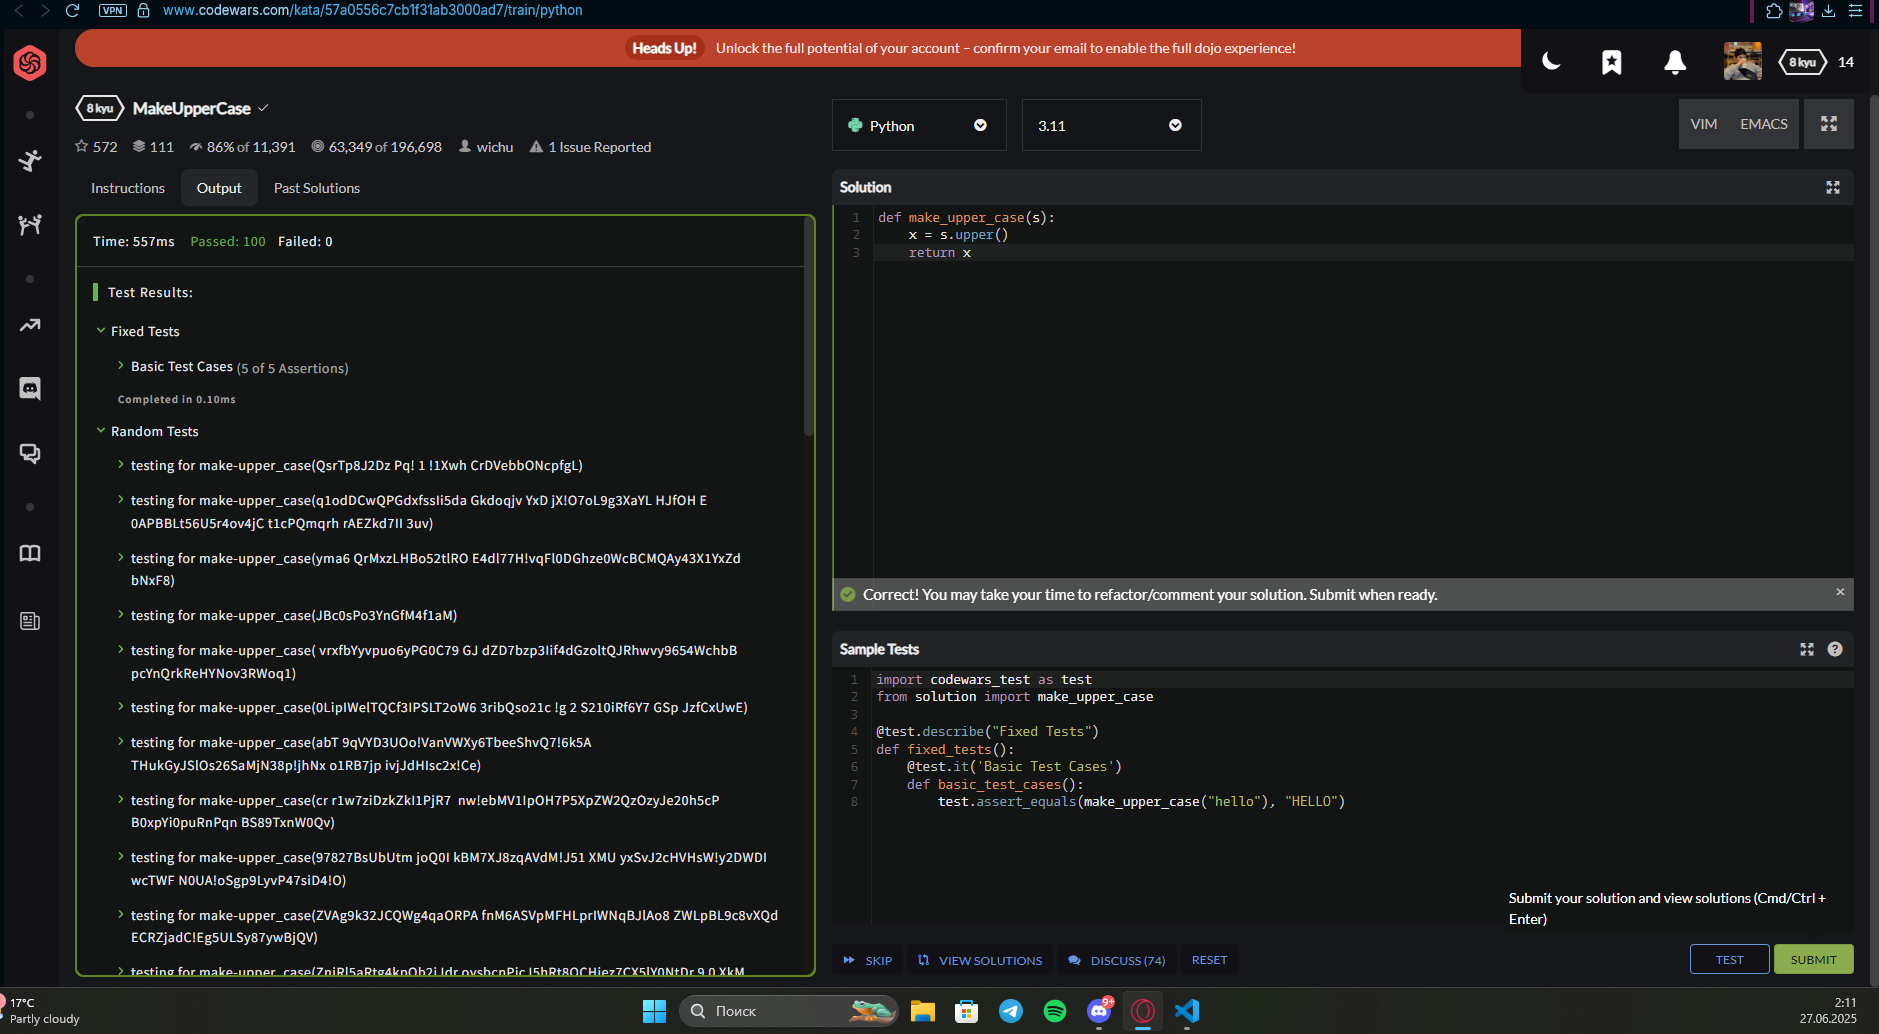 VPN
www.codewars.com/kata/57a0556c7cb1f31ab3000ad7/train/python
Heads Up! Unlock the full potential of your account – confirm your email to enable the full dojo experience!
8 kyu 14
8 kyu MakeUpperCase
572 111 86% of 11,391 63,349 of 196,698 wichu 1 Issue Reported
Instructions Output Past Solutions
Time: 557ms Passed: 100 Failed: 0
Test Results:
Fixed Tests
Basic Test Cases (5 of 5 Assertions)
Completed in 0.10ms
Random Tests
testing for make-upper_case(QsrTp8J2Dz Pq! 1 !1Xwh CrDVebbONcpfgL)
testing for make-upper_case(q1odDCwQPGdxfssIi5da Gkdoqjv YxD jX!O7oL9g3XaYL HJfOH E
0APBBLt56U5r4ov4jC t1cPQmqrh rAEZkd7II 3uv)
testing for make-upper_case(yma6 QrMxzLHBo52tlRO E4dl77H!vqFl0DGhze0WcBCMQAy43X1YxZd
bNxF8)
testing for make-upper_case(JBc0sPo3YnGfM4f1aM)
testing for make-upper_case( vrxfbYyvpuo6yPG0C79 GJ dZD7bzp3Iif4dGzoltQJRhwvy9654WchbB
pcYnQrkReHYNov3RWoq1)
testing for make-upper_case(0LipIWelTQCf3IPSLT2oW6 3ribQso21c !g 2 S210iRf6Y7 GSp JzfCxUwE)
testing for make-upper_case(abT 9qVYD3UOo!VanVWXy6TbeeShvQ7!6k5A
THukGyJSlOs26SaMjN38p!jhNx o1RB7jp ivjJdHIsc2x!Ce)
testing for make-upper_case(cr r1w7ziDzkZkI1PjR7 nw!ebMV1IpOH7P5XpZW2QzOzyJe20h5cP
B0xpYi0puRnPqn BS89TxnW0Qv)
testing for make-upper_case(97827BsUbUtm joQ0I kBM7XJ8zqAVdM!J51 XMU yxSvJ2cHVHsW!y2DWDI
wcTWF N0UA!oSgp9LyvP47siD4!O)
testing for make-upper_case(ZVAg9k32JCQWg4qaORPA fnM6ASVpMFHLprIWNqBJlAo8 ZWLpBL9c8vXQd
ECRZjadC!Eg5ULSy87ywBjQV)
testing for
Python 3.11
VIM EMACS
Solution
1 def make_upper_case(s):
2 x = s.upper()
3 return x
Correct! You may take your time to refactor/comment your solution. Submit when ready.
Sample Tests
1 import codewars_test as test
2 from solution import make_upper_case
3
4 @test.describe("Fixed Tests")
5 def fixed_tests():
6 @test.it('Basic Test Cases')
7 def basic_test_cases():
8 test.assert_equals(make_upper_case("hello"), "HELLO")
Submit your solution and view solutions (Cmd/Ctrl +
Enter)
SKIP VIEW SOLUTIONS DISCUSS (74) RESET TEST SUBMIT
17°C
Partly cloudy
Поиск
9+
2:11
27.06.2025